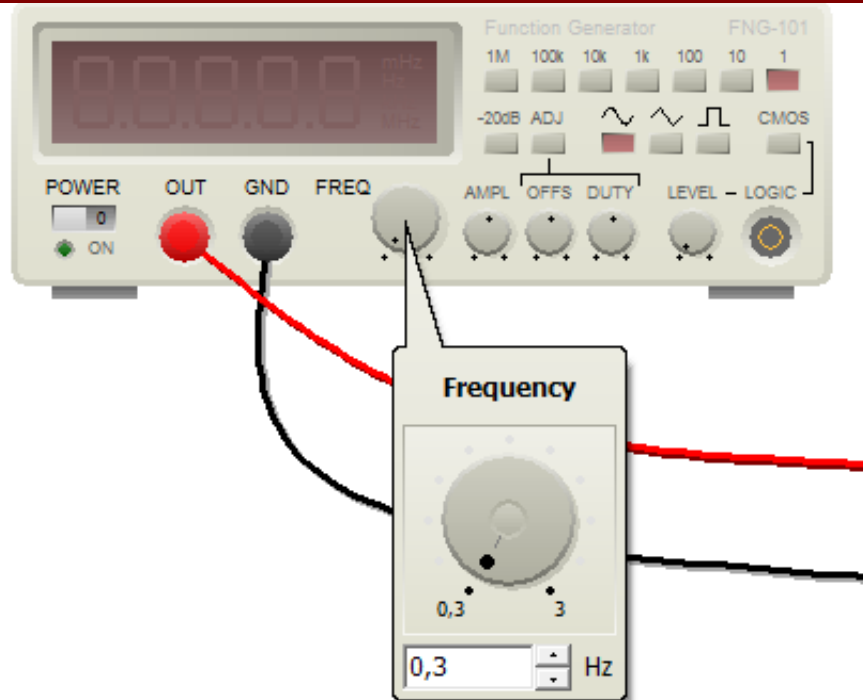 Function Generator FNG-101
1M 100k 10k 1k 100 10 1
mHz
Hz
MHz
-20dB ADJ CMOS
POWER OUT GND FREQ AMPL OFFS DUTY LEVEL LOGIC
0
ON
Frequency
0,3 3
0,3 Hz